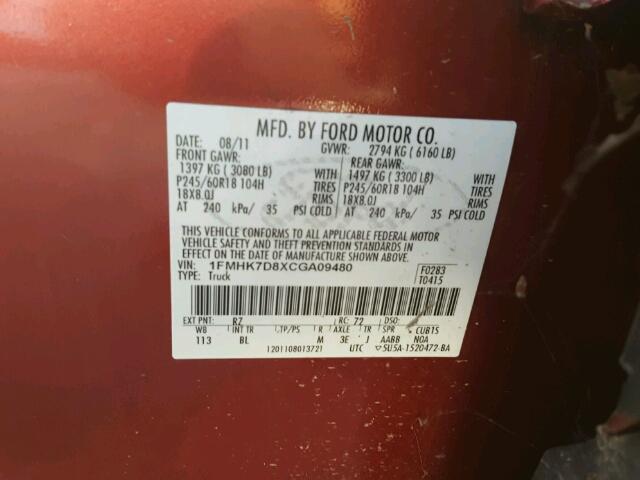 MFD. BY FORD MOTOR CO.
DATE: 08/11 GVWR: 2794 KG ( 6160 LB)
FRONT GAWR: REAR GAWR:
1397 KG ( 3080 LB) WITH 1497 KG ( 3300 LB) WITH
P245/60R18 104H TIRES P245/60R18 104H TIRES
18X8.0J RIMS 18X8.0J RIMS
AT 240 kPa/ 35 PSI COLD AT 240 kPa/ 35 PSI COLD
THIS VEHICLE CONFORMS TO ALL APPLICABLE FEDERAL MOTOR
VEHICLE SAFETY AND THEFT PREVENTION STANDARDS IN
EFFECT ON THE DATE OF MANUFACTURE SHOWN ABOVE.
VIN: 1FMHK7D8XCGA09480 F0283
TYPE: Truck T0415
EXT PNT: RZ RC: 72 DSO:
WB INT TR TP/PS R AXLE TR SPR CUBTS
113 BL M 3E J AABB NOA
1201108013721 UTC ▽5U5A-1520472-BA